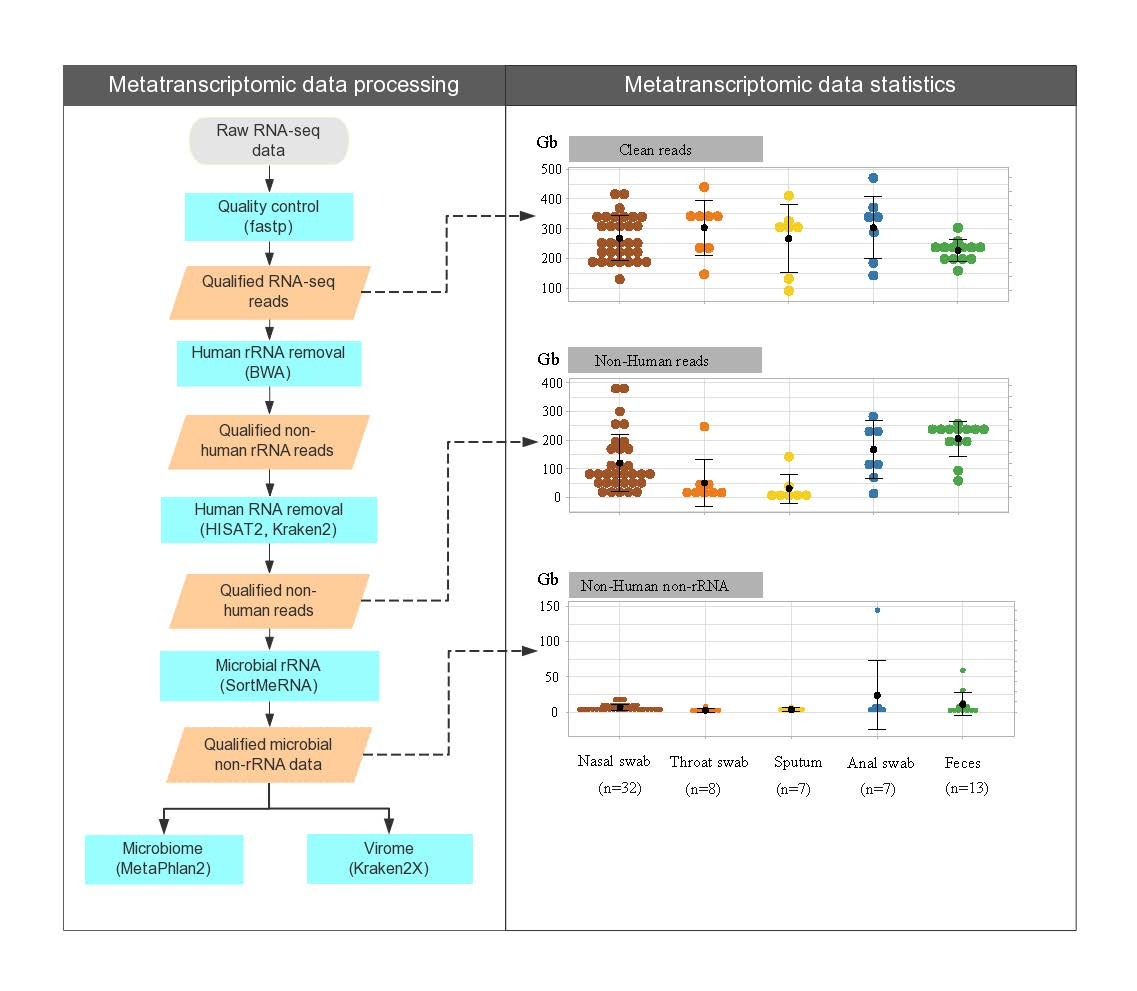 Metatranscriptomic data processing
Raw RNA-seq
data
Quality control
(fastp)
Qualified RNA-seq
reads
Human rRNA removal
(BWA)
Qualified non-
human rRNA reads
Human RNA removal
(HISAT2, Kraken2)
Qualified non-
human reads
Microbial rRNA
(SortMeRNA)
Qualified microbial
non-rRNA data
Microbiome
(MetaPhlan2)
Virome
(Kraken2X)
Metatranscriptomic data statistics
Gb
Clean reads
500
400
300
200
100
Gb
Non-Human reads
400
300
200
100
0
Gb
Non-Human non-rRNA
150
100
50
0
Nasal swab
(n=32)
Throat swab
(n=8)
Sputum
(n=7)
Anal swab
(n=7)
Feces
(n=13)